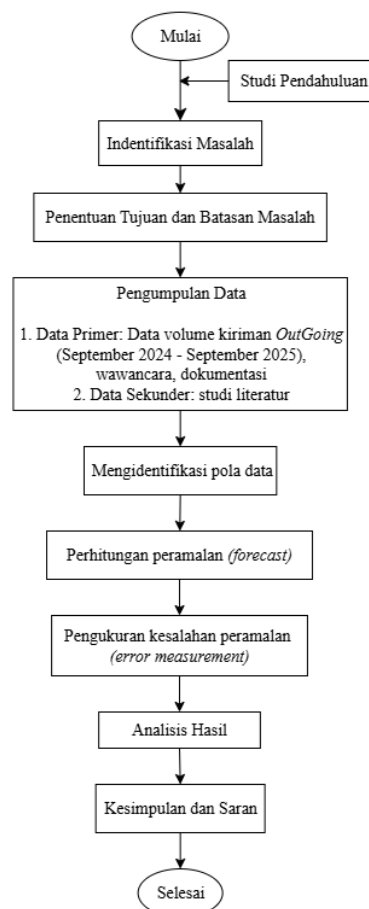 Mulai
Studi Pendahuluan
Indentifikasi Masalah
Penentuan Tujuan dan Batasan Masalah
Pengumpulan Data
1. Data Primer: Data volume kiriman OutGoing
(September 2024 - September 2025),
wawancara, dokumentasi
2. Data Sekunder: studi literatur
Mengidentifikasi pola data
Perhitungan peramalan (forecast)
Pengukuran kesalahan peramalan
(error measurement)
Analisis Hasil
Kesimpulan dan Saran
Selesai